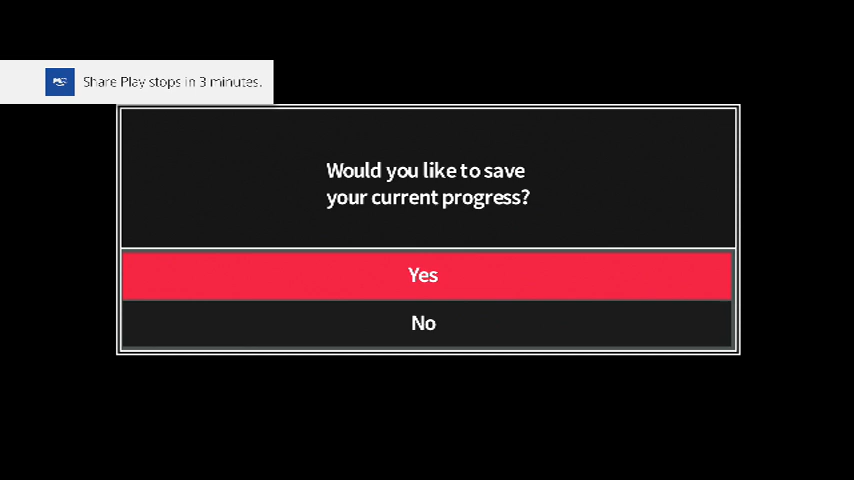 Share Play stops in 3 minutes.
Would you like to save
your current progress?
Yes
No